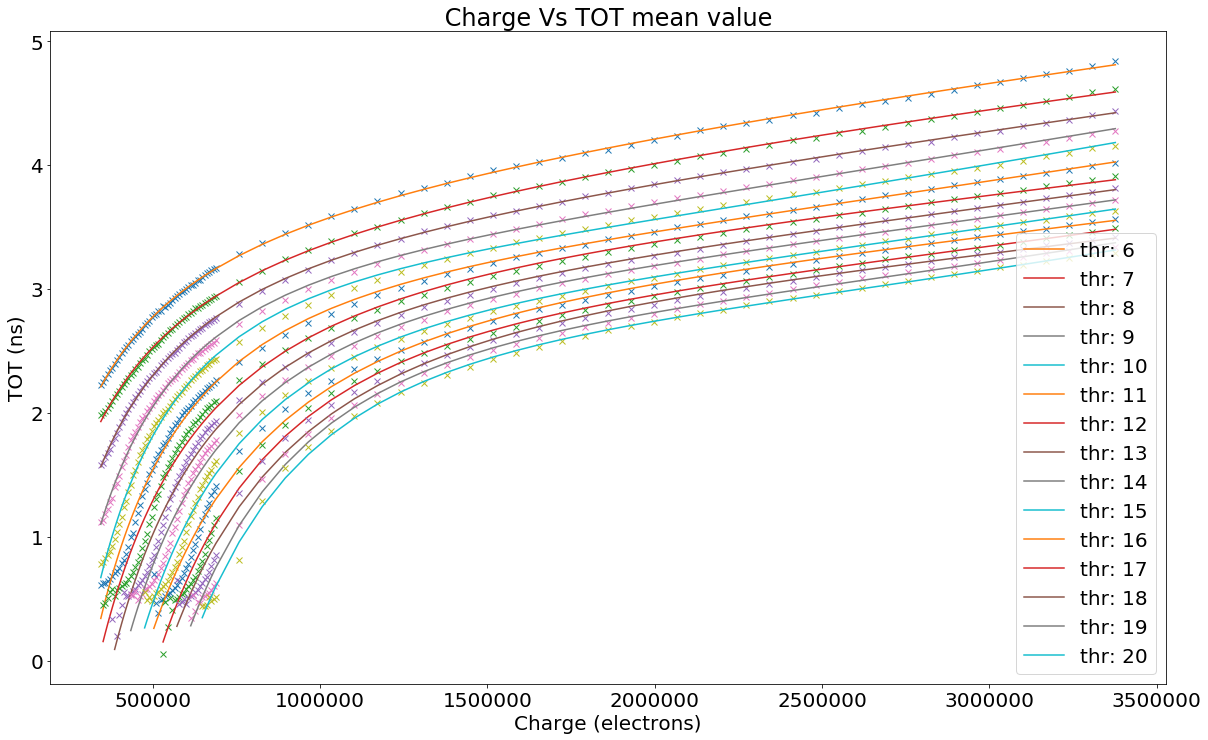 Charge Vs TOT mean value
5
4
3
2
1
0
TOT (ns)
thr: 6
thr: 7
thr: 8
thr: 9
thr: 10
thr: 11
thr: 12
thr: 13
thr: 14
thr: 15
thr: 16
thr: 17
thr: 18
thr: 19
thr: 20
500000 1000000 1500000 2000000 2500000 3000000 3500000
Charge (electrons)